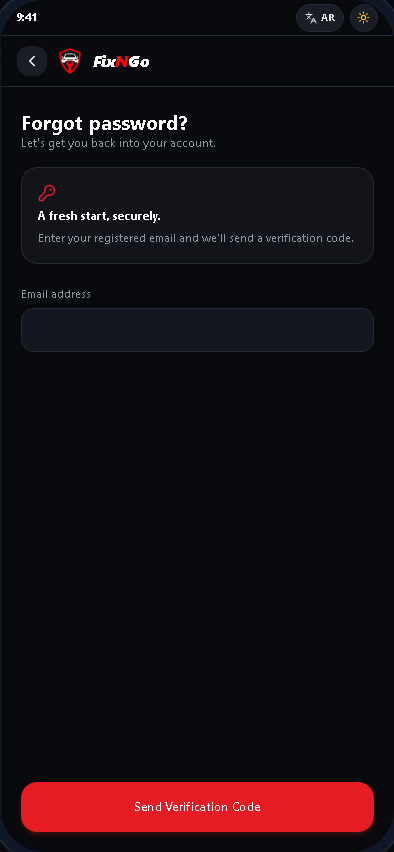 9:41
AR
FixNGo
Forgot password?
Let's get you back into your account.
A fresh start, securely.
Enter your registered email and we'll send a verification code.
Email address
Send Verification Code